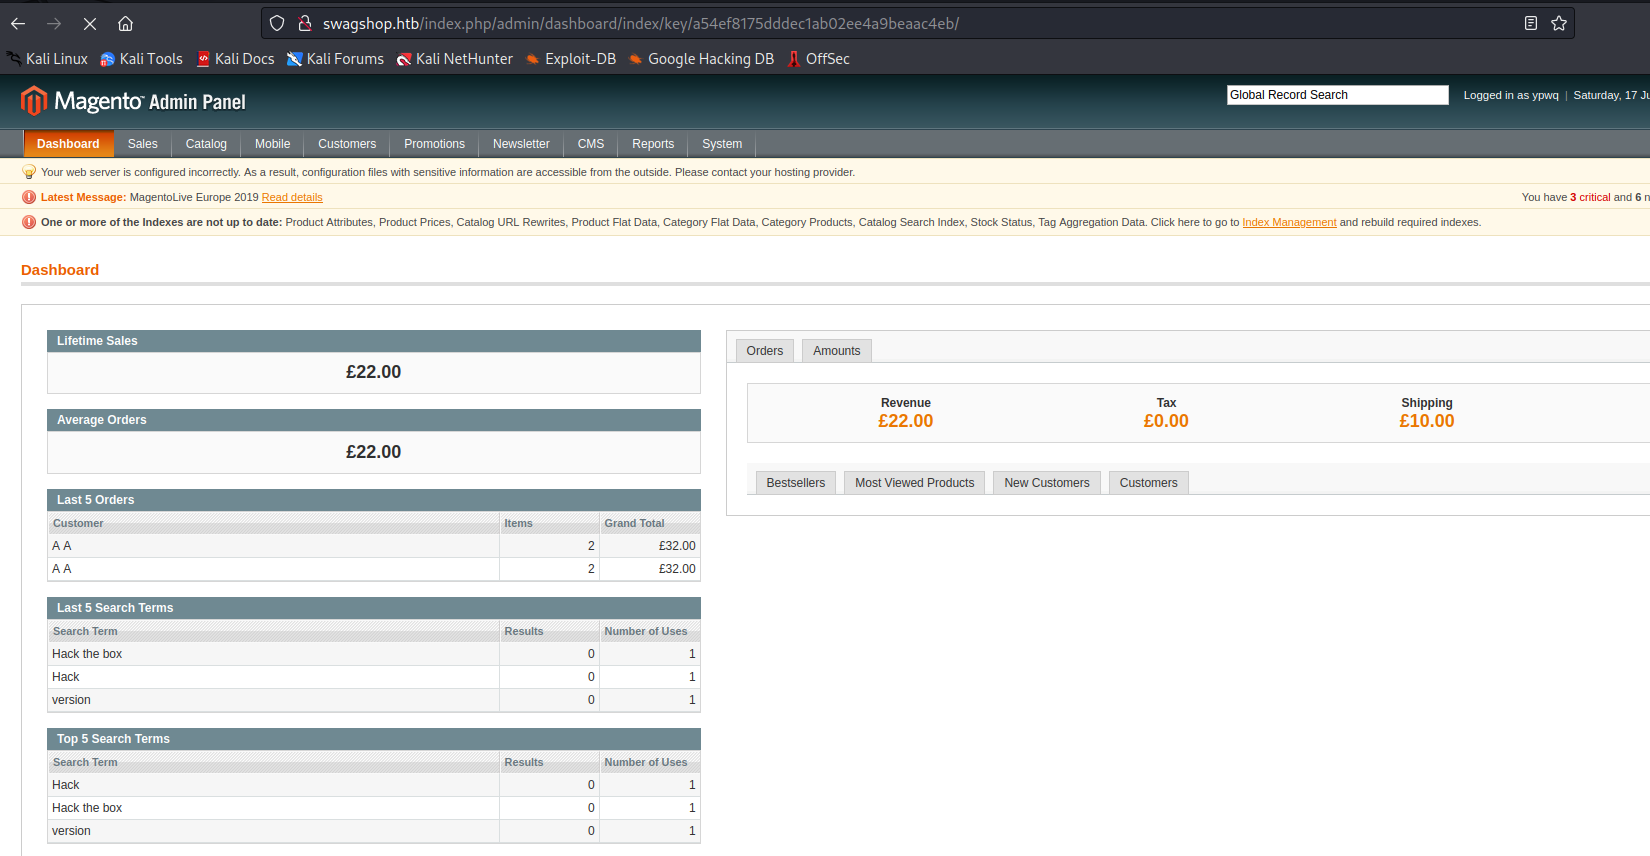 swagshop.htb/index.php/admin/dashboard/index/key/a54ef8175dddec1ab02ee4a9beaac4eb/
Kali Linux Kali Tools Kali Docs Kali Forums Kali NetHunter Exploit-DB Google Hacking DB OffSec
Magento Admin Panel
Global Record Search Logged in as ypwq | Saturday, 17 Ju
Dashboard Sales Catalog Mobile Customers Promotions Newsletter CMS Reports System
Your web server is configured incorrectly. As a result, configuration files with sensitive information are accessible from the outside. Please contact your hosting provider.
Latest Message: MagentoLive Europe 2019 Read details You have 3 critical and 6 n
One or more of the Indexes are not up to date: Product Attributes, Product Prices, Catalog URL Rewrites, Product Flat Data, Category Flat Data, Category Products, Catalog Search Index, Stock Status, Tag Aggregation Data. Click here to go to Index Management and rebuild required indexes.
Dashboard
Lifetime Sales
£22.00
Average Orders
£22.00
Last 5 Orders
Customer Items Grand Total
A A 2 £32.00
A A 2 £32.00
Last 5 Search Terms
Search Term Results Number of Uses
Hack the box 0 1
Hack 0 1
version 0 1
Top 5 Search Terms
Search Term Results Number of Uses
Hack 0 1
Hack the box 0 1
version 0 1
Orders Amounts
Revenue Tax Shipping
£22.00 £0.00 £10.00
Bestsellers Most Viewed Products New Customers Customers